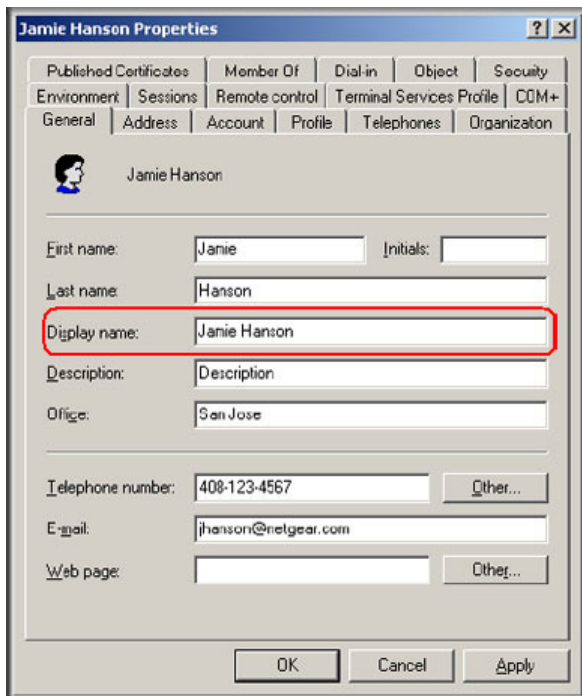 Jamie Hanson Properties
Published Certificates Member Of Dial-in Object Security
Environment Sessions Remote control Terminal Services Profile COM+
General Address Account Profile Telephones Organization
Jamie Hanson
First name: Jamie Initials:
Last name: Hanson
Display name: Jamie Hanson
Description: Description
Office: San Jose
Telephone number: 408-123-4567 Other...
E-mail: jhanson@netgear.com
Web page: Other...
OK Cancel Apply